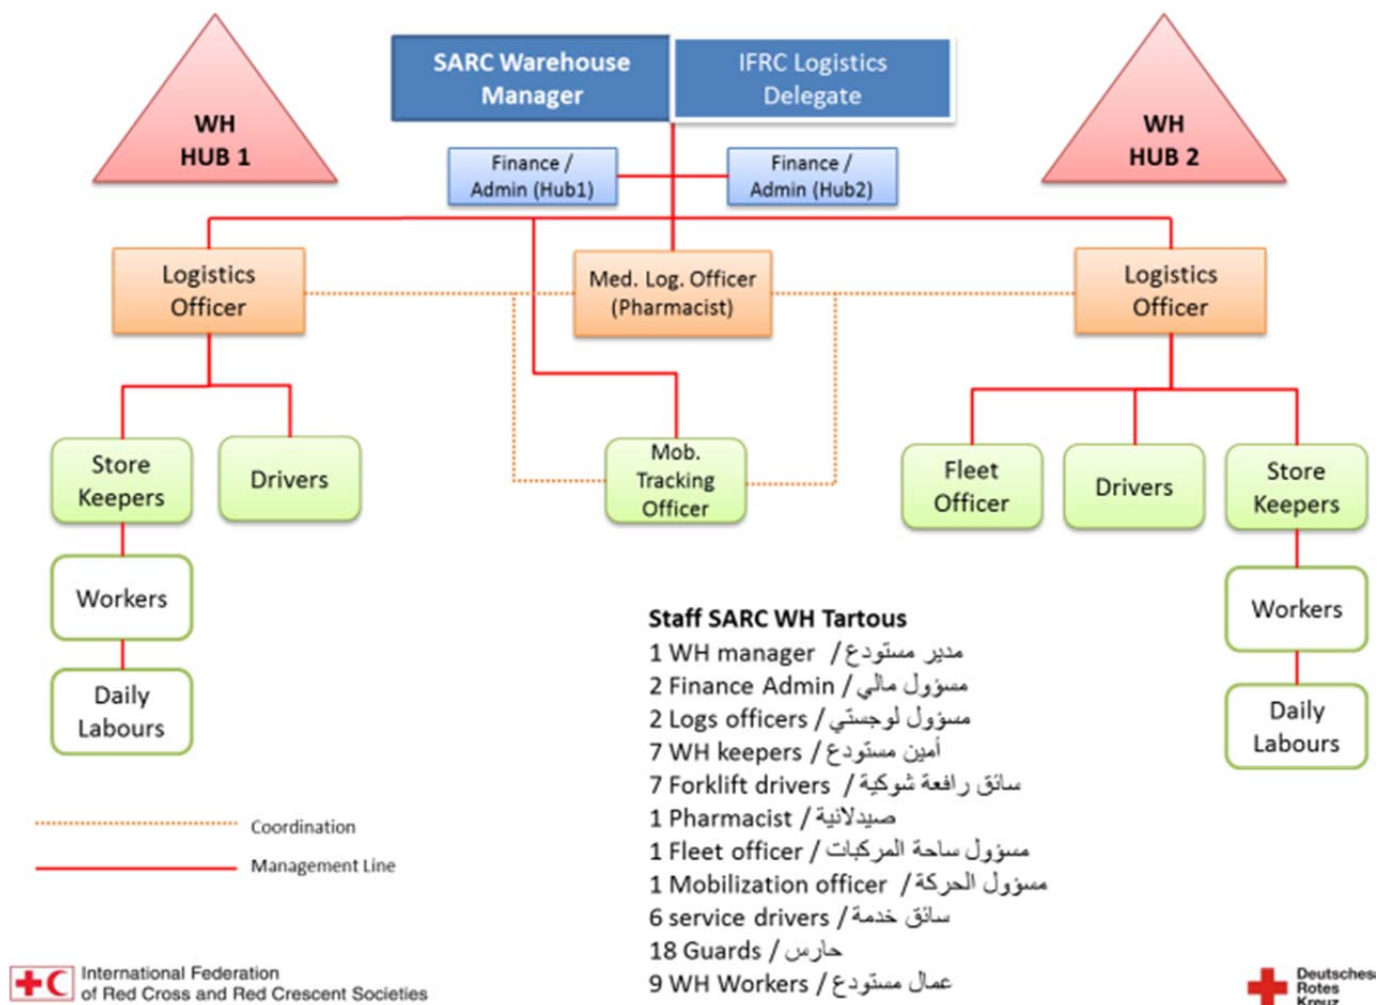 WH
HUB 1
SARC Warehouse
Manager
IFRC Logistics
Delegate
WH
HUB 2
Finance /
Admin (Hub1)
Finance /
Admin (Hub2)
Logistics
Officer
Med. Log. Officer
(Pharmacist)
Logistics
Officer
Store
Keepers
Drivers
Mob.
Tracking
Officer
Fleet
Officer
Drivers
Store
Keepers
Workers
Workers
Daily
Labours
Daily
Labours
Staff SARC WH Tartous
1 WH manager / مدير مستودع
2 Finance Admin / مسؤول مالي
2 Logs officers / مسؤول لوجستي
7 WH keepers / أمين مستودع
7 Forklift drivers / سائق رافعة شوكية
1 Pharmacist / صيدلانية
1 Fleet officer / مسؤول ساحة المركبات
1 Mobilization officer / مسؤول الحركة
6 service drivers / سائق خدمة
18 Guards / حارس
9 WH Workers / عمال مستودع
Coordination
Management Line
International Federation
of Red Cross and Red Crescent Societies
Deutsches
Rotes
Kreuz